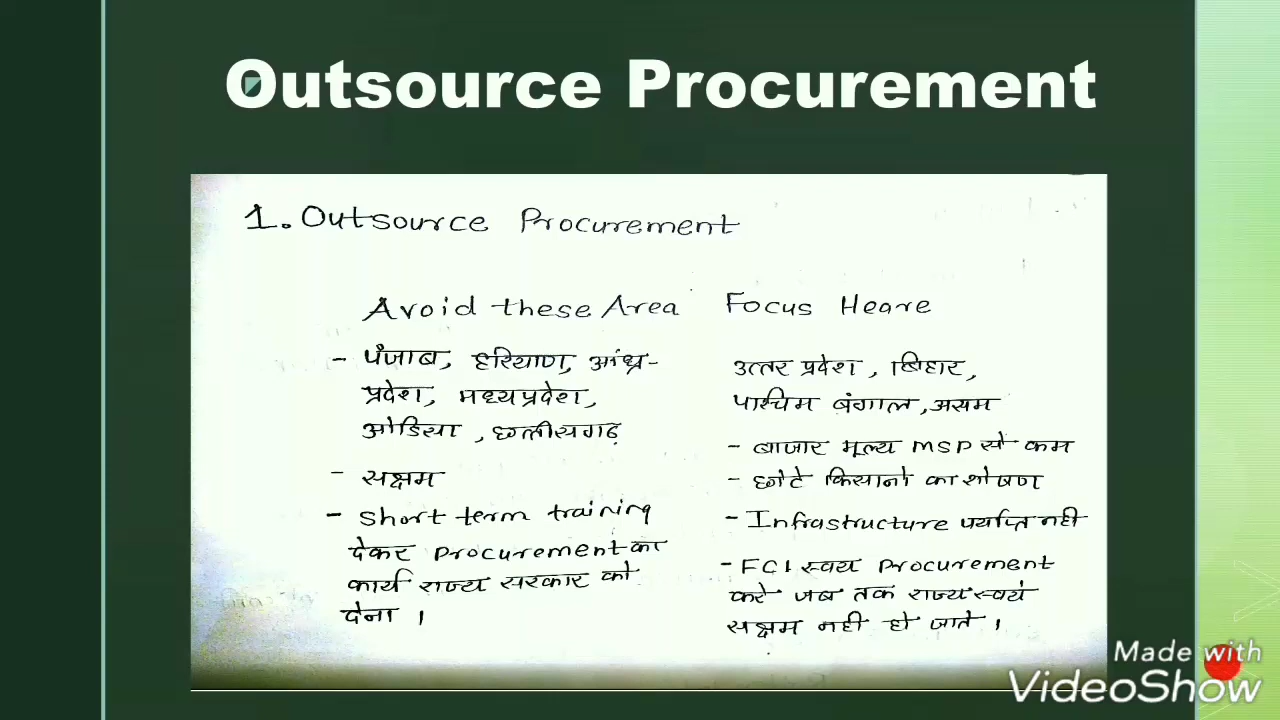 Outsource Procurement
1. Outsource Procurement
Avoid these Area
- पंजाब, हरियाणा, आंध्र-
प्रदेश, मध्यप्रदेश,
ओडिसा, छत्तीसगढ़
- सक्षम
- Short term training
देकर Procurement का
कार्य राज्य सरकार को
देना ।
Focus Heare
उत्तर प्रदेश, बिहार,
पाश्चिम बंगाल, असम
- बाजार मूल्य MSP से कम
- छोटे किसानो का शोषण
- Infrastructure पर्याप्त नही
- FCI स्वय Procurement
करे जब तक राज्य स्वयं
सक्षम नही हो जाते ।
Made with
VideoShow